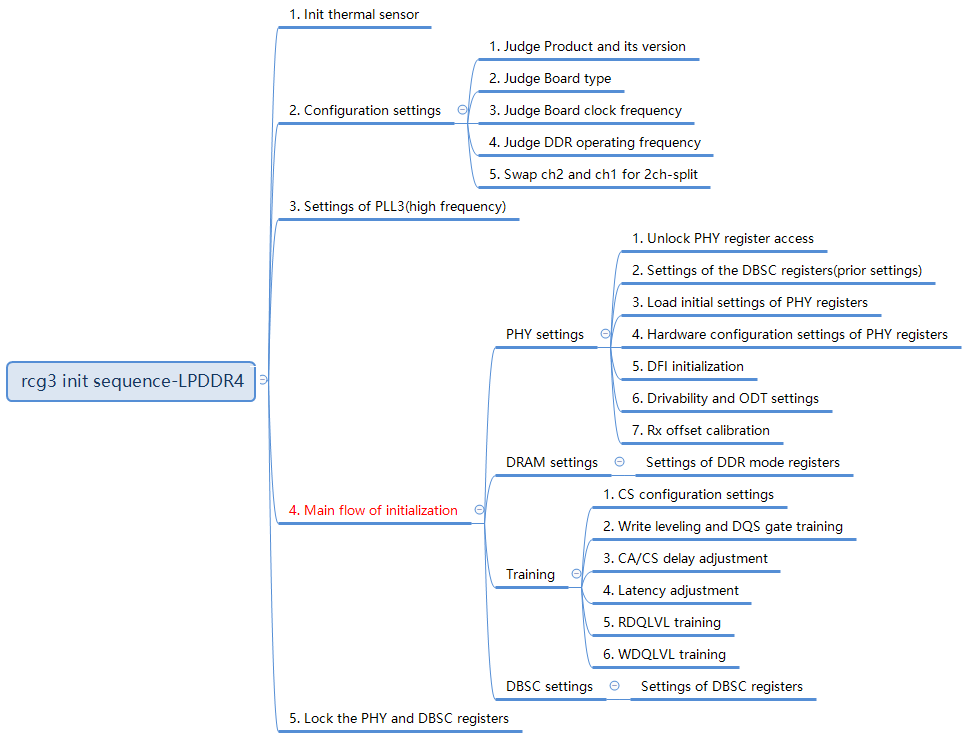 rcg3 init sequence-LPDDR4
1. Init thermal sensor
2. Configuration settings
1. Judge Product and its version
2. Judge Board type
3. Judge Board clock frequency
4. Judge DDR operating frequency
5. Swap ch2 and ch1 for 2ch-split
3. Settings of PLL3(high frequency)
4. Main flow of initialization
PHY settings
1. Unlock PHY register access
2. Settings of the DBSC registers(prior settings)
3. Load initial settings of PHY registers
4. Hardware configuration settings of PHY registers
5. DFI initialization
6. Drivability and ODT settings
7. Rx offset calibration
DRAM settings
Settings of DDR mode registers
Training
1. CS configuration settings
2. Write leveling and DQS gate training
3. CA/CS delay adjustment
4. Latency adjustment
5. RDQLVL training
6. WDQLVL training
DBSC settings
Settings of DBSC registers
5. Lock the PHY and DBSC registers